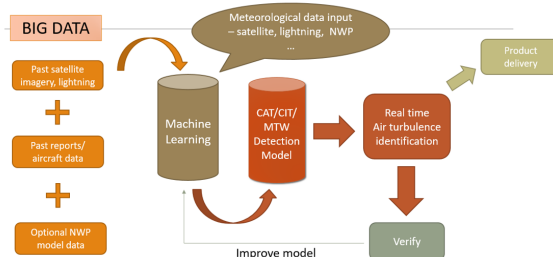 BIG DATA
Meteorological data input
– satellite, lightning, NWP
...
Product
delivery
Past satellite
imagery, lightning
Machine
Learning
CAT/CIT/
MTW
Detection
Model
Real time
Air turbulence
identification
Past reports/
aircraft data
Optional NWP
model data
Verify
Improve model